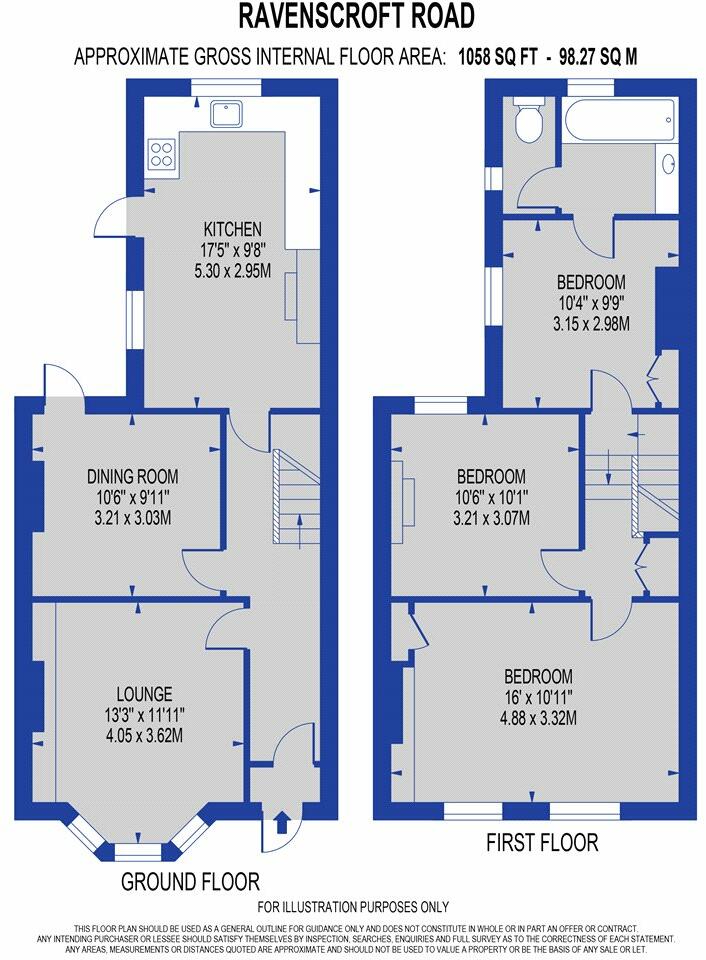 RAVENSCROFT ROAD
APPROXIMATE GROSS INTERNAL FLOOR AREA: 1058 SQ FT - 98.27 SQ M
KITCHEN
17'5" x 9'8"
5.30 x 2.95M
BEDROOM
10'4" x 9'9"
3.15 x 2.98M
DINING ROOM
10'6" x 9'11"
3.21 x 3.03M
BEDROOM
10'6" x 10'1"
3.21 x 3.07M
LOUNGE
13'3" x 11'11"
4.05 x 3.62M
BEDROOM
16' x 10'11"
4.88 x 3.32M
FIRST FLOOR
GROUND FLOOR
FOR ILLUSTRATION PURPOSES ONLY
THIS FLOOR PLAN SHOULD BE USED AS A GENERAL OUTLINE FOR GUIDANCE ONLY AND DOES NOT CONSTITUTE IN WHOLE OR IN PART AN OFFER OR CONTRACT.
ANY INTENDING PURCHASER OR LESSEE SHOULD SATISFY THEMSELVES BY INSPECTION, SEARCHES, ENQUIRIES AND FULL SURVEY AS TO THE CORRECTNESS OF EACH STATEMENT.
ANY AREAS, MEASUREMENTS OR DISTANCES QUOTED ARE APPROXIMATE AND SHOULD NOT BE USED TO VALUE A PROPERTY OR BE THE BASIS OF ANY SALE OR LET.